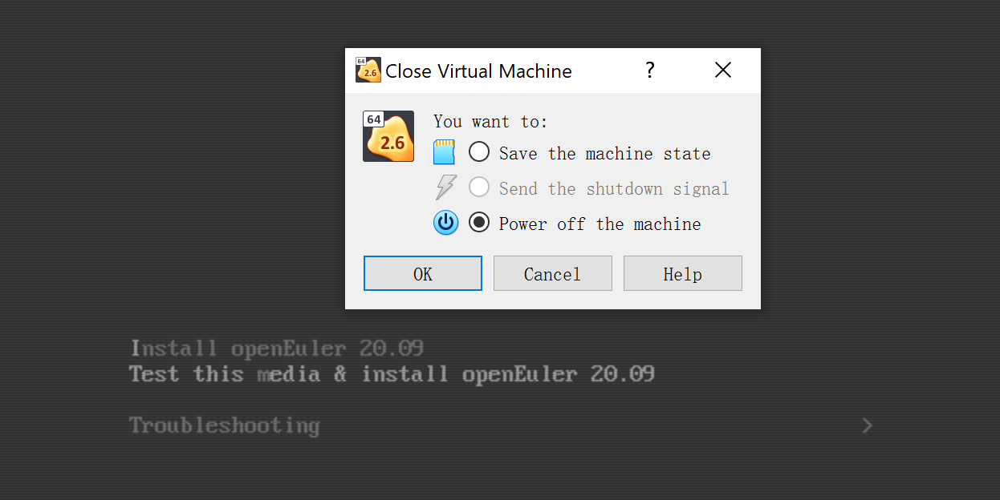 64
2.6
Close Virtual Machine
?
64
2.6
You want to:
Save the machine state
Send the shutdown signal
Power off the machine
OK Cancel Help
Install openEuler 20.09
Test this media & install openEuler 20.09
Troubleshooting >